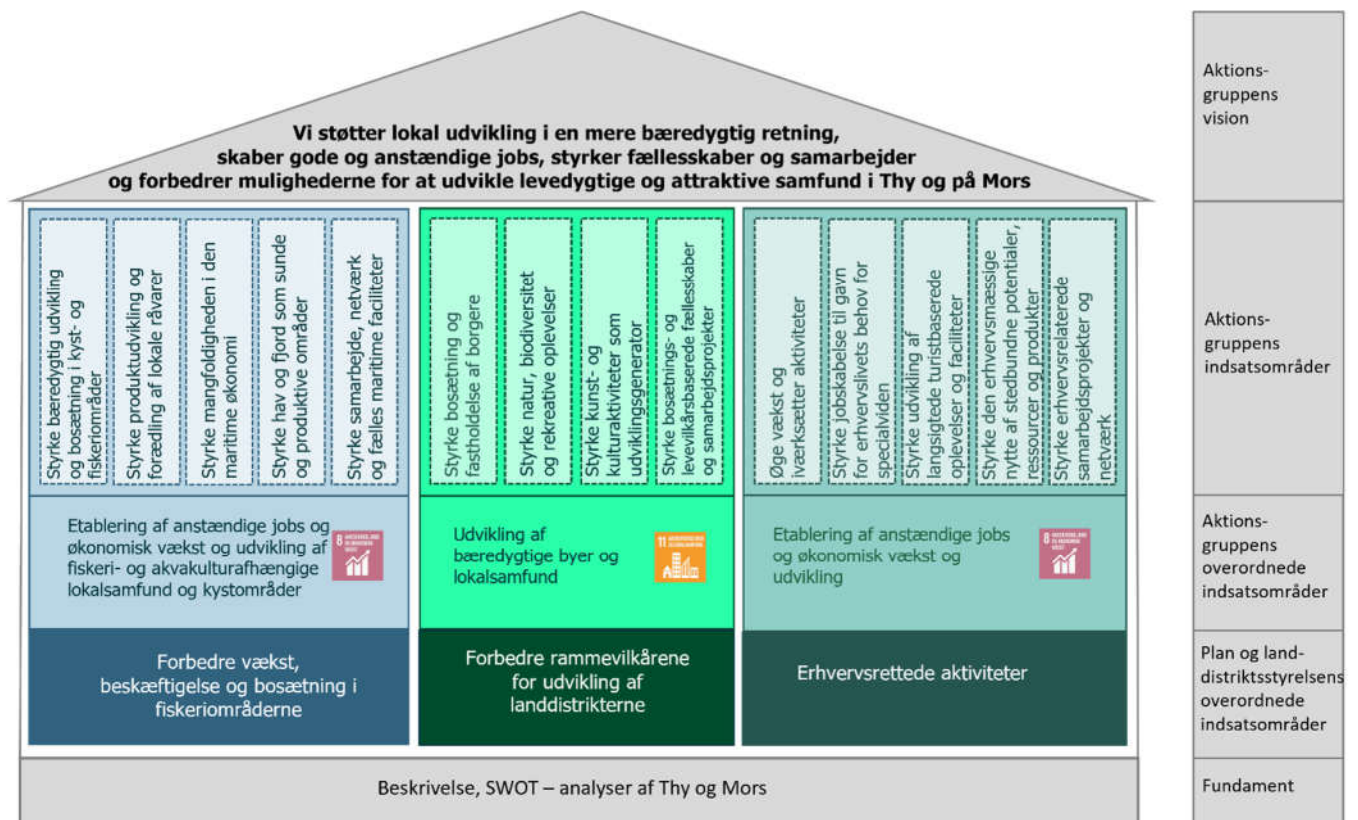 Vi støtter lokal udvikling i en mere bæredygtig retning,
skaber gode og anstændige jobs, styrker fællesskaber og samarbejder
og forbedrer mulighederne for at udvikle levedygtige og attraktive samfund i Thy og på Mors
Aktions-
gruppens
vision
Styrke bæredygtig udvikling
og bosætning i kyst- og
fiskeriområder
Styrke produktudvikling og
forædling af lokale råvarer
Styrke mangfoldigheden i den
maritime økonomi
Styrke hav og fjord som sunde
og produktive områder
Styrke samarbejde, netværk
og fælles maritime faciliteter
Styrke bosætning og
fastholdelse af borgere
Styrke natur, biodiversitet
og rekreative oplevelser
Styrke kunst- og
kulturaktiviteter som
udviklingsgenerator
Styrke bosætnings- og
levevilkårsbaserede fællesskaber
og samarbejdsprojekter
Øge vækst og
iværksætter aktiviteter
Styrke jobskabelse til gavn
for erhvervslivets behov for
specialviden
Styrke udvikling af
langsigtede turistbaserede
oplevelser og faciliteter
Styrke den erhvervsmæssige
nytte af stedbundne potentialer,
ressourcer og produkter
Styrke erhvervsrelaterede
samarbejdsprojekter og
netværk
Aktions-
gruppens
indsatsområder
Etablering af anstændige jobs og
økonomisk vækst og udvikling af
fiskeri- og akvakulturafhængige
lokalsamfund og kystområder
8
Udvikling af
bæredygtige byer og
lokalsamfund
11
Etablering af anstændige jobs
og økonomisk vækst og
udvikling
8
Aktions-
gruppens
overordnede
indsatsområder
Forbedre vækst,
beskæftigelse og bosætning i
fiskeriområderne
Forbedre rammevilkårene
for udvikling af
landdistrikterne
Erhvervsrettede aktiviteter
Plan og land-
distriktsstyrelsens
overordnede
indsatsområder
Beskrivelse, SWOT – analyser af Thy og Mors
Fundament